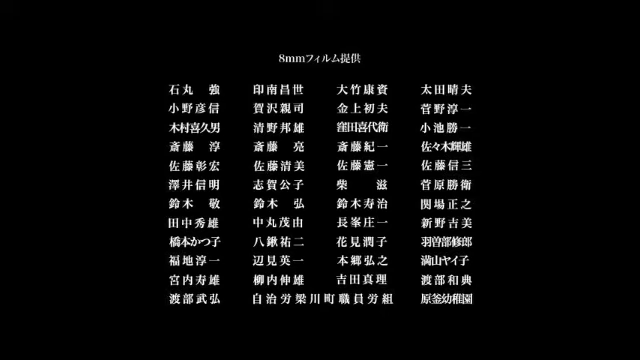 8mmフィルム提供
石丸　強　印南昌世　大竹康資　太田晴夫
小野彦信　賀沢親司　金上初夫　菅野淳一
木村喜久男　清野邦雄　窪田喜代衛　小池勝一
斎藤　淳　斎藤　亮　斎藤紀一　佐々木輝雄
佐藤彰宏　佐藤清美　佐藤憲一　佐藤信三
澤井信明　志賀公子　柴　滋　菅原勝衛
鈴木　敬　鈴木　弘　鈴木寿治　関場正之
田中秀雄　中丸茂由　長峯庄一　新野吉美
橋本かつ子　八鍬祐二　花見潤子　羽曽部修郎
福地淳一　辺見英一　本郷弘之　満山ヤイ子
宮内寿雄　柳内伸雄　吉田真理　渡部和典
渡部武弘　自治労梁川町職員労組　原釜幼稚園